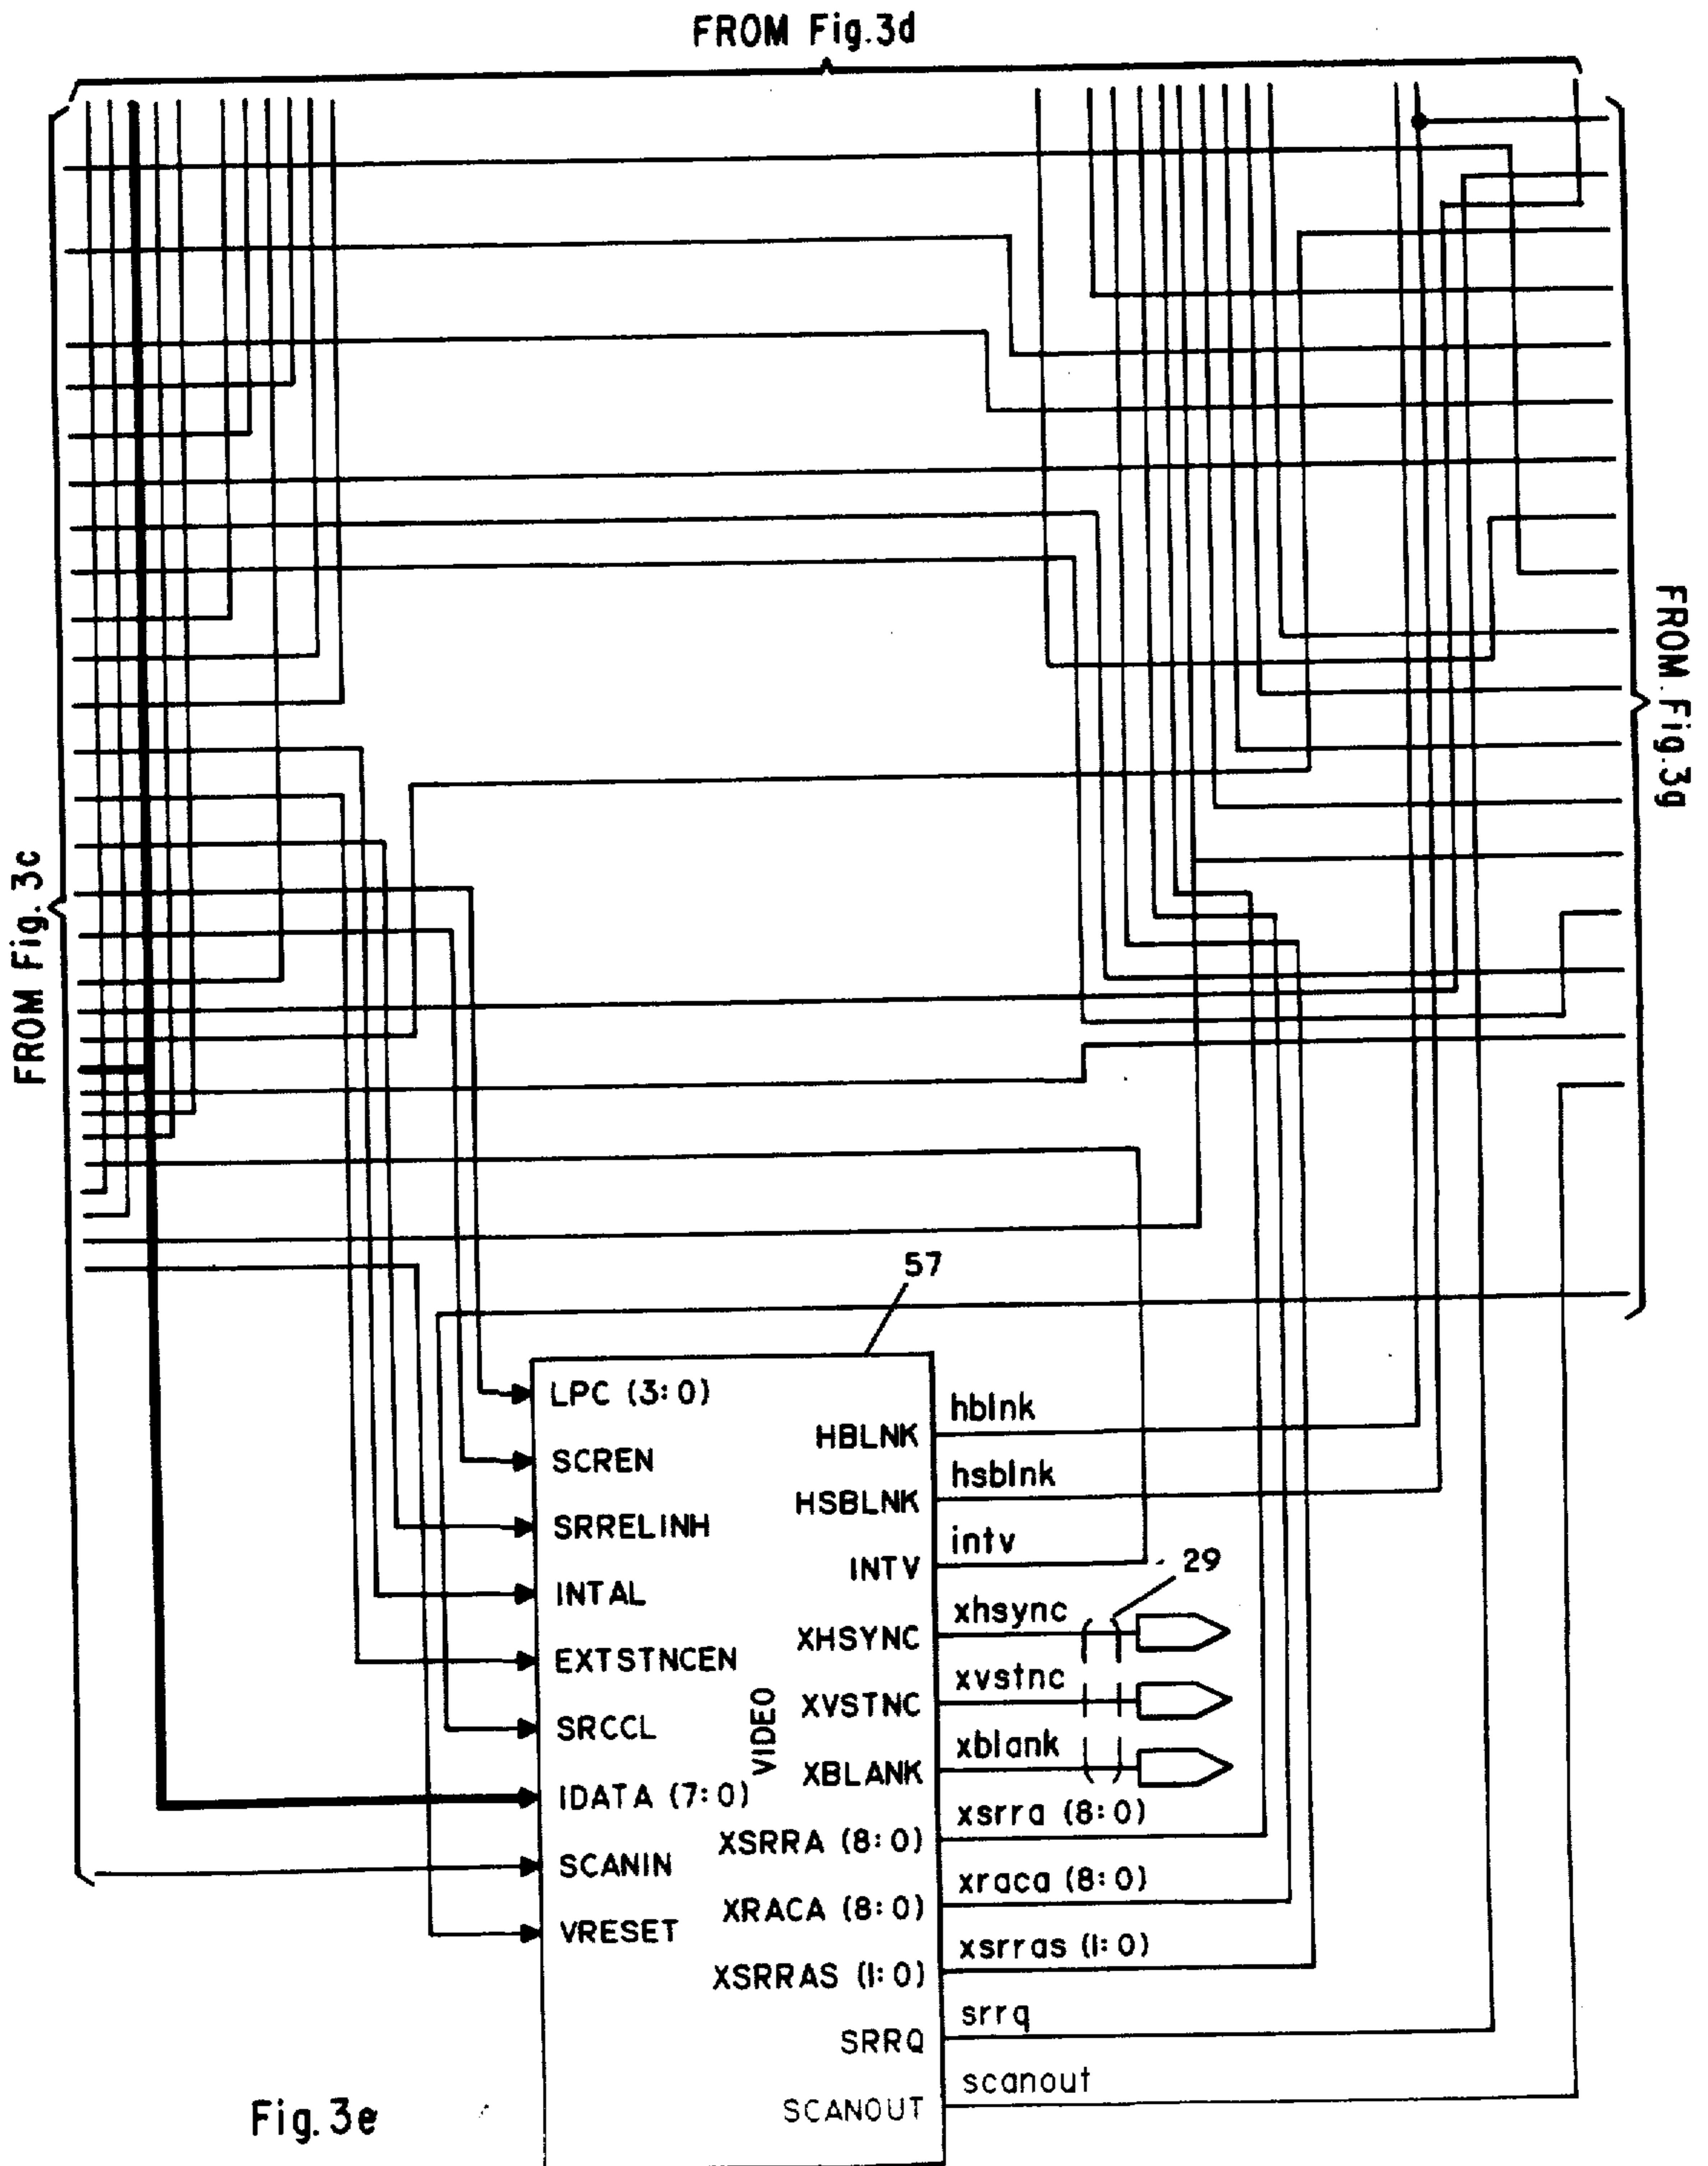 FROM Fig.3d
FROM Fig.3g
FROM Fig.3c
57
LPC (3:0)
SCREN
SRRELINH
INTAL
EXTSTNCEN
SRCCL
IDATA (7:0)
SCANIN
VRESET
VIDEO
HBLNK
HSBLNK
INTV
XHSYNC
XVSTNC
XBLANK
XSRRA (8:0)
XRACA (8:0)
XSRRAS (1:0)
SRRQ
SCANOUT
hblnk
hsblnk
intv
29
xhsync
xvstnc
xblank
xsrra (8:0)
xraca (8:0)
xsrras (1:0)
srrq
scanout
Fig.3e